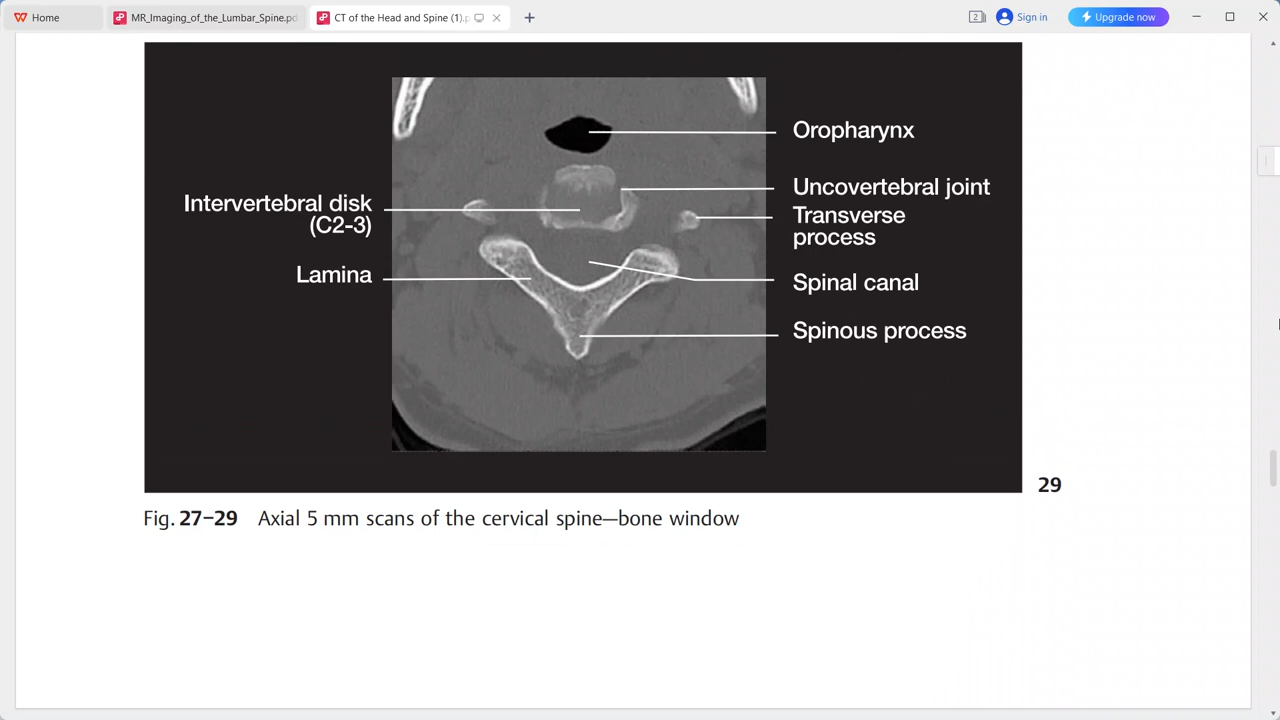 Home
MR_Imaging_of_the_Lumbar_Spine.pd
CT of the Head and Spine (1).p
2
Sign in
Upgrade now
Oropharynx
Uncovertebral joint
Intervertebral disk
(C2-3)
Transverse
process
Lamina
Spinal canal
Spinous process
29
Fig. 27–29 Axial 5 mm scans of the cervical spine—bone window